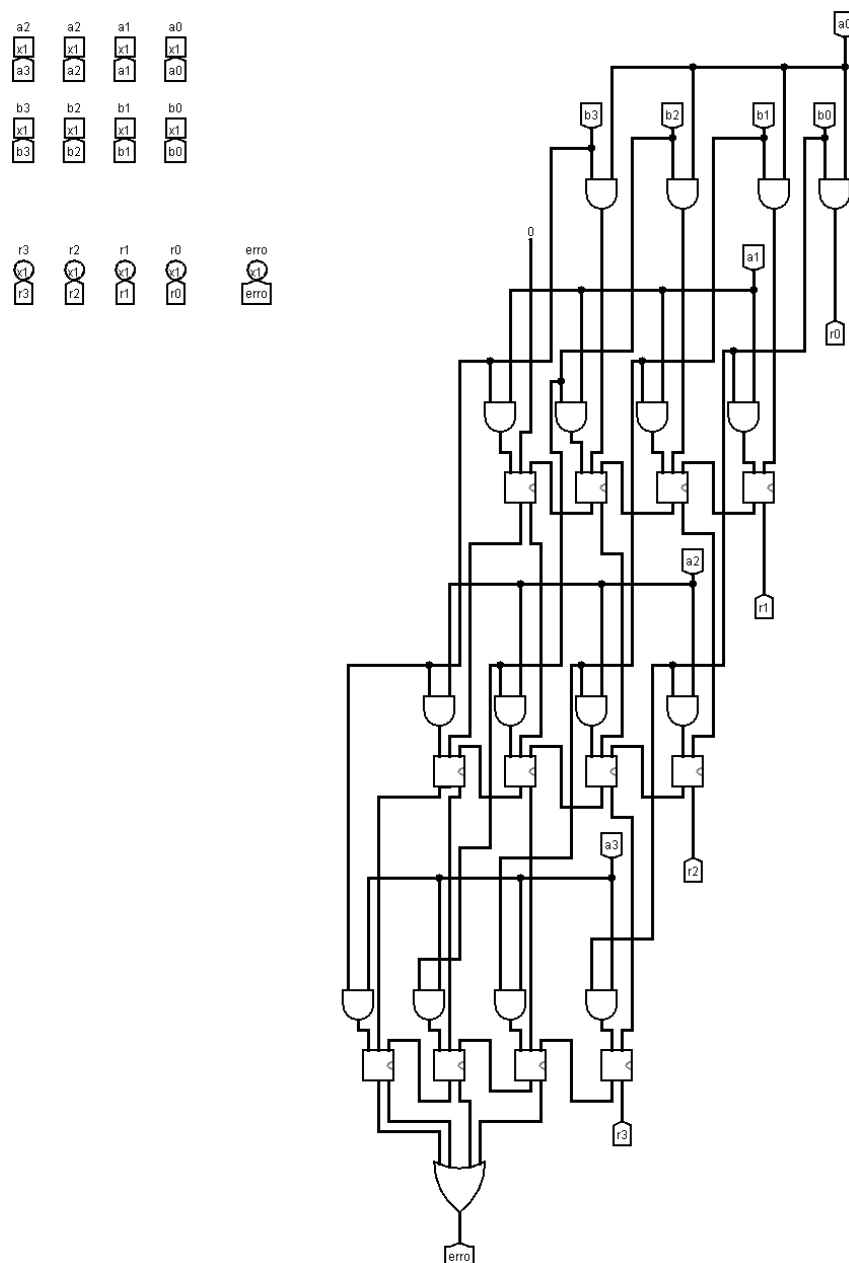 a2 a2 a1 a0
x1 x1 x1 x1
a3 a2 a1 a0
b3 b2 b1 b0
x1 x1 x1 x1
b3 b2 b1 b0
r3 r2 r1 r0 erro
x1 x1 x1 x1 x1
r3 r2 r1 r0 erro
a0
b3 b2 b1 b0
0
a1
r0
a2
r1
a3
r2
r3
erro